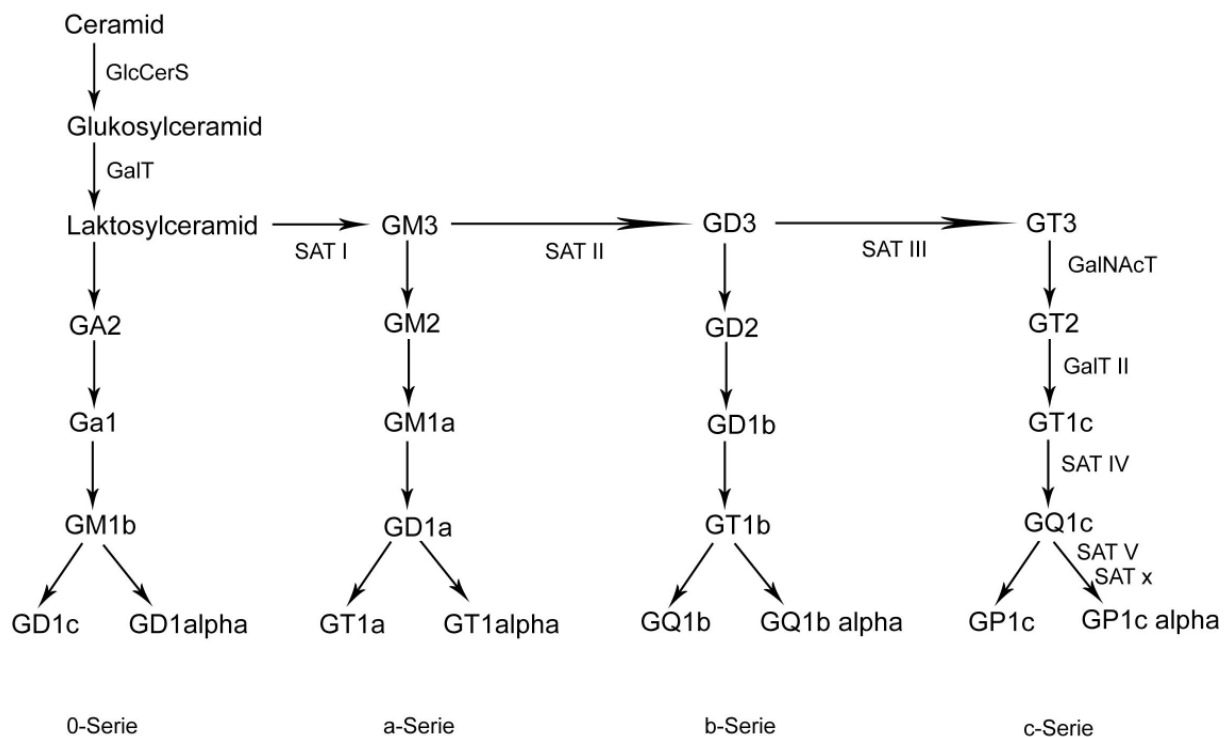 Ceramid
GlcCerS
Glukosylceramid
GalT
Laktosylceramid GM3 GD3 GT3
SAT I SAT II SAT III GalNAcT
GA2 GM2 GD2 GT2
GalT II
Ga1 GM1a GD1b GT1c
SAT IV
GM1b GD1a GT1b GQ1c
SAT V
SAT x
GD1c GD1alpha GT1a GT1alpha GQ1b GQ1b alpha GP1c GP1c alpha
0-Serie a-Serie b-Serie c-Serie